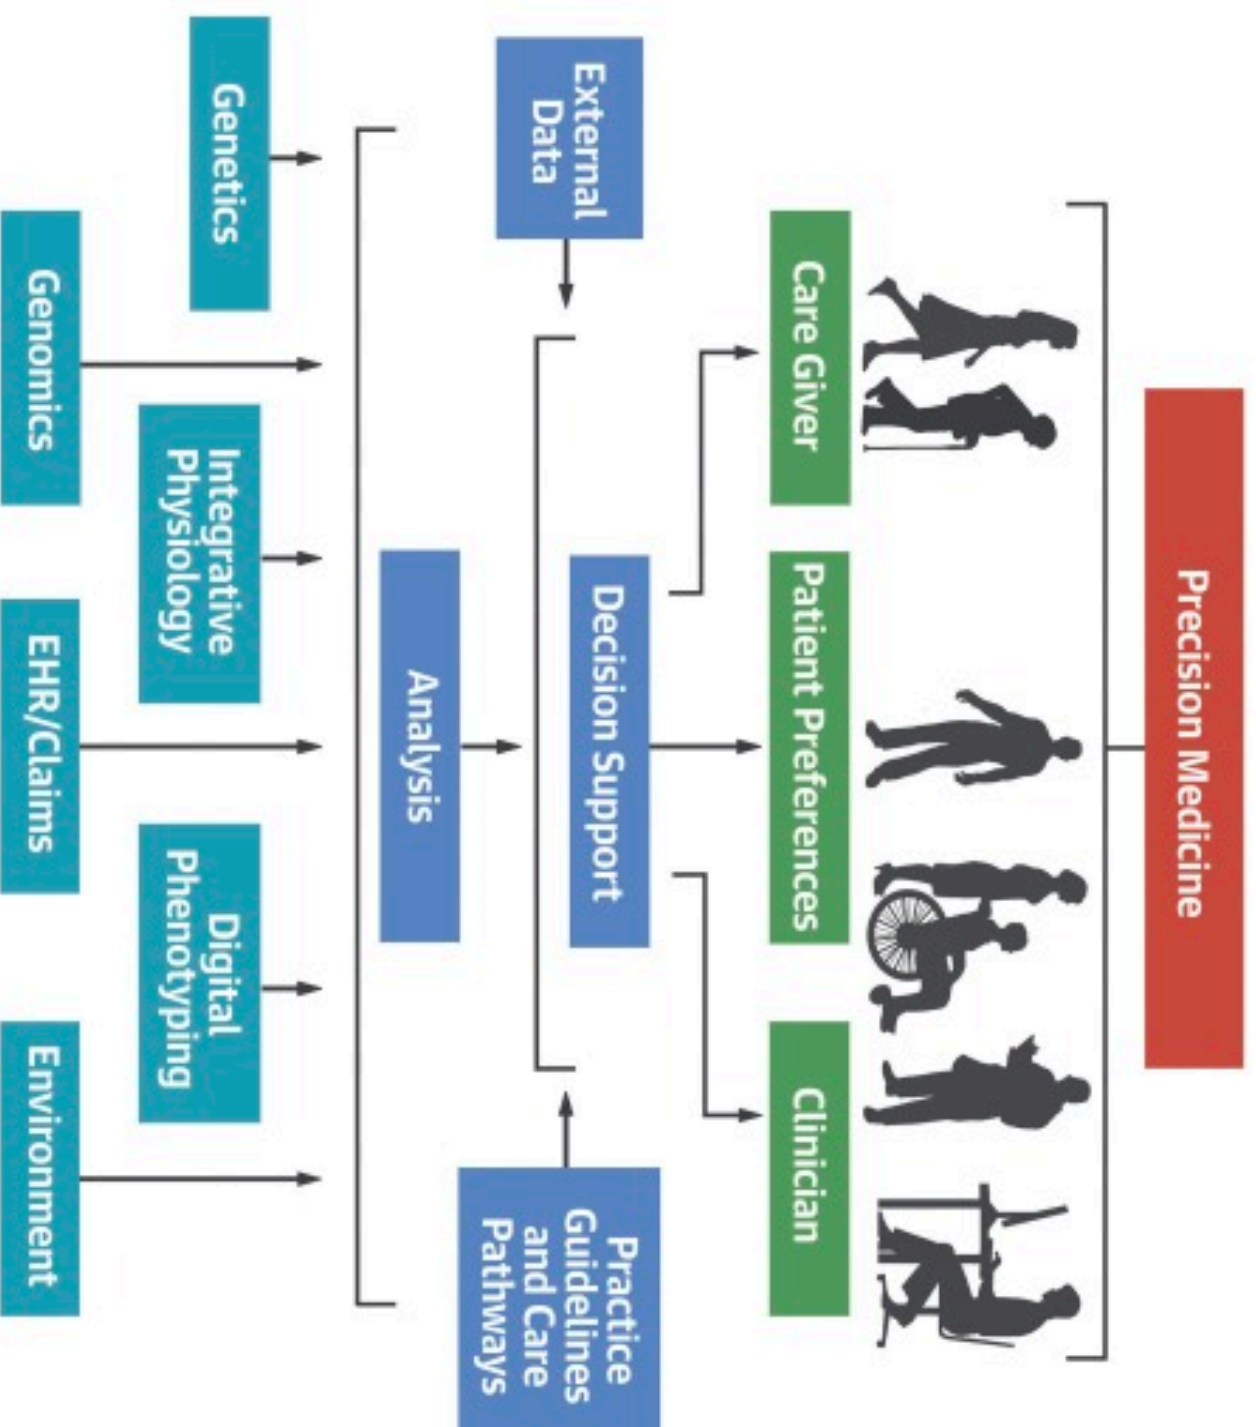 Precision Medicine
Care Giver
Patient Preferences
Clinician
External
Data
Decision Support
Practice
Guidelines
and Care
Pathways
Analysis
Genetics
Integrative
Physiology
Digital
Phenotyping
Genomics
EHR/Claims
Environment